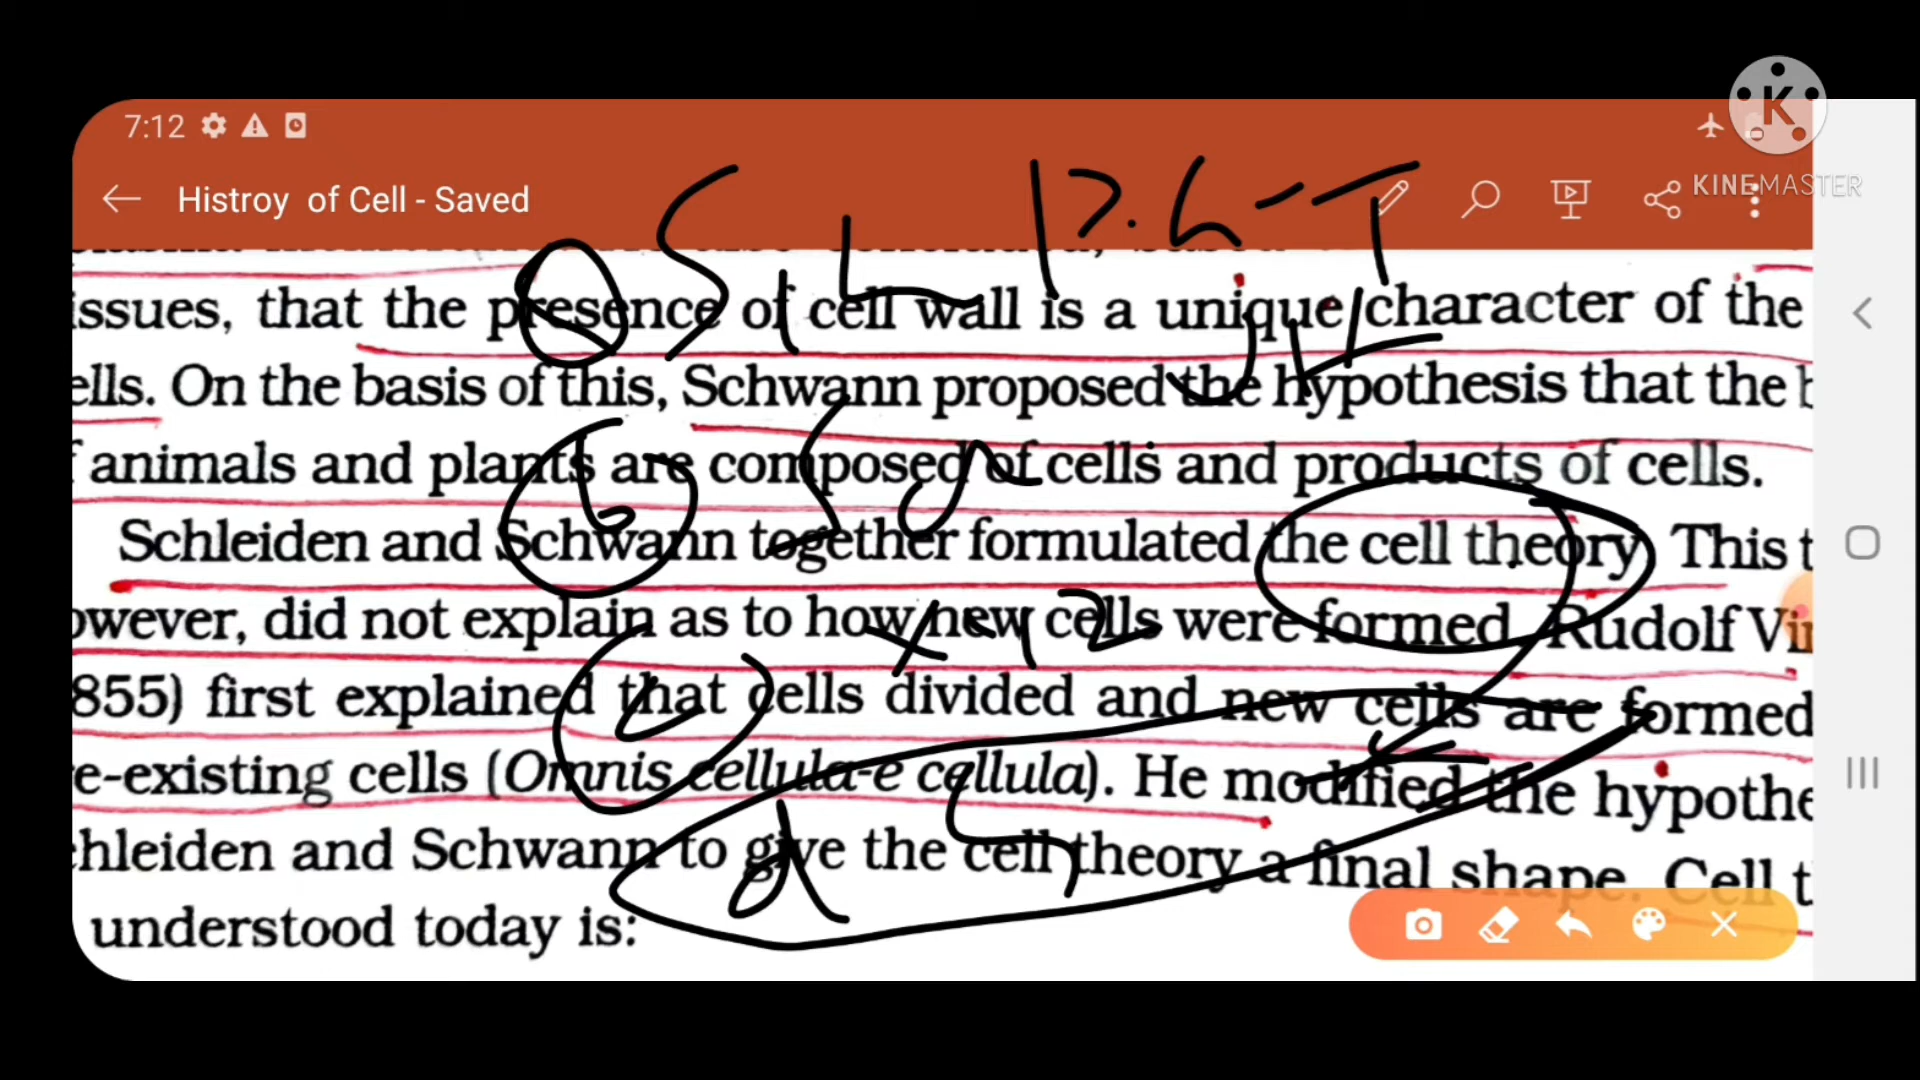 7:12
KINEMASTER
Histroy of Cell - Saved
issues, that the presence of cell wall is a unique character of the
ells. On the basis of this, Schwann proposed the hypothesis that the b
f animals and plants are composed of cells and products of cells.
Schleiden and Schwann together formulated the cell theory. This t
owever, did not explain as to how new cells were formed. Rudolf Vir
855) first explained that cells divided and new cells are formed
e-existing cells (Omnis cellula-e cellula). He modified the hypothe
chleiden and Schwann to give the cell theory a final shape. Cell t
understood today is: